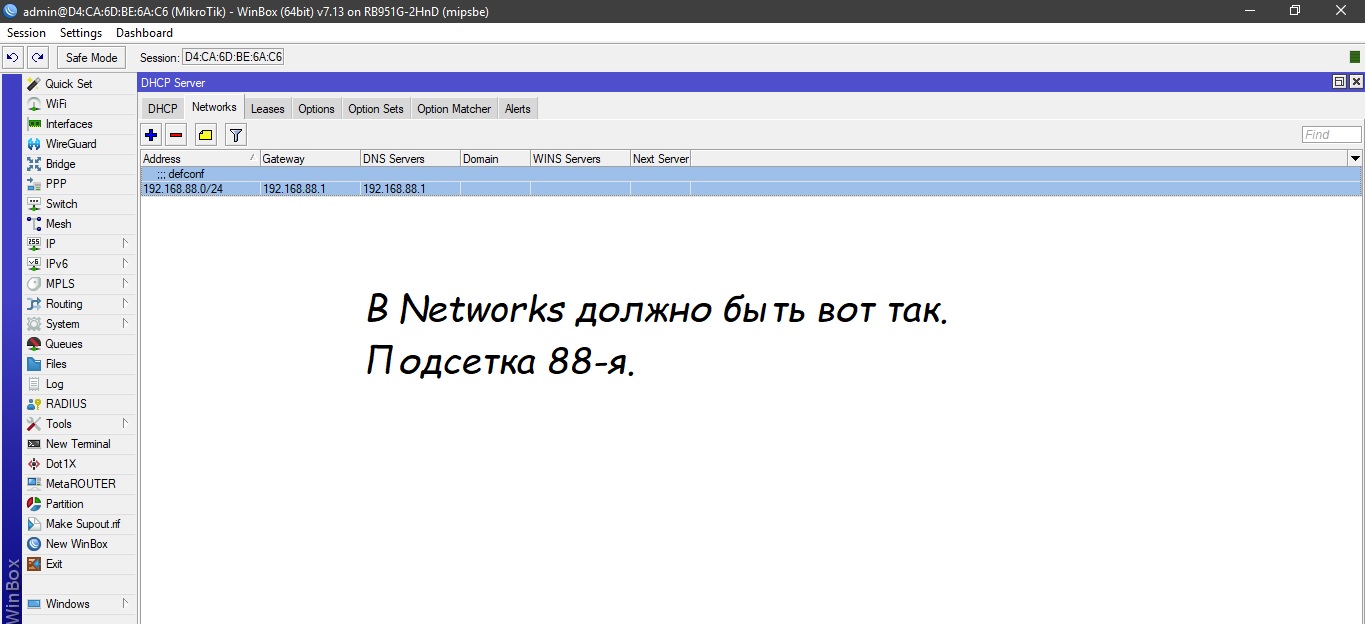 admin@D4:CA:6D:BE:6A:C6 (MikroTik) - WinBox (64bit) v7.13 on RB951G-2HnD (mipsbe)
Session Settings Dashboard
Safe Mode Session: D4:CA:6D:BE:6A:C6
DHCP Server
DHCP Networks Leases Options Option Sets Option Matcher Alerts
Find
Address Gateway DNS Servers Domain WINS Servers Next Server
;;; defconf
192.168.88.0/24 192.168.88.1 192.168.88.1
В Networks должно быть вот так.
Подсетка 88-я.
Quick Set
WiFi
Interfaces
WireGuard
Bridge
PPP
Switch
Mesh
IP
IPv6
MPLS
Routing
System
Queues
Files
Log
RADIUS
Tools
New Terminal
Dot1X
MetaROUTER
Partition
Make Supout.rif
New WinBox
Exit
Windows
WinBox